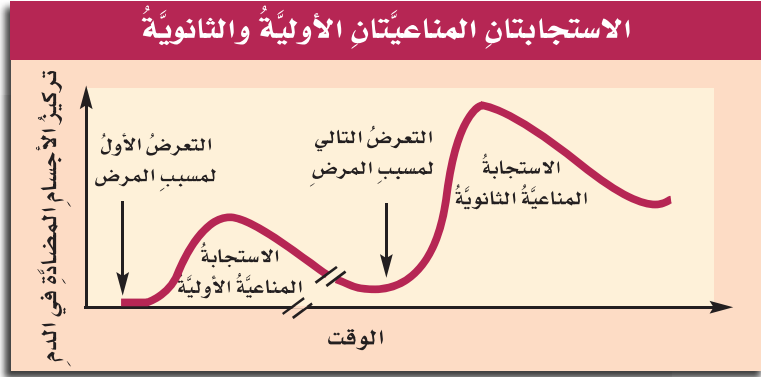 الاستجابتانِ المناعيَّتانِ الأوليَّةُ والثانويَّةُ
تركيزُ الأجسامِ المضادَّةِ في الدمِ
التعرضُ الأولُ
لمسببِ المرضِ
التعرضُ التالي
لمسببِ المرضِ
الاستجابةُ
المناعيَّةُ الثانويَّةُ
الاستجابةُ
المناعيَّةُ الأوليَّةُ
الوقت